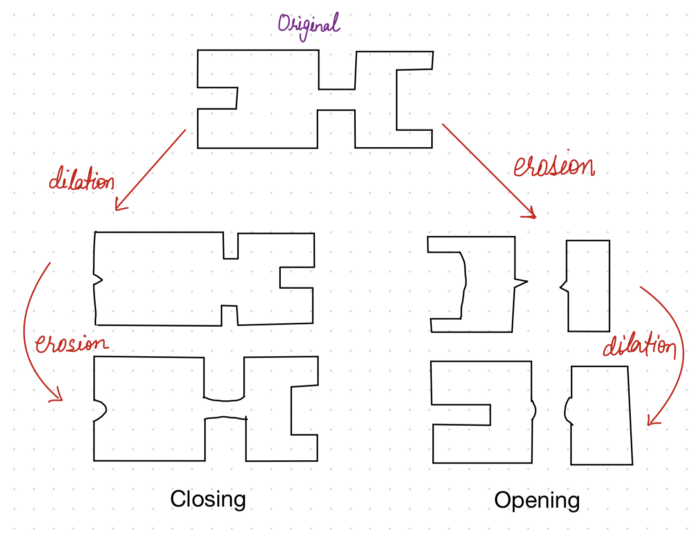 Original
dilation
erosion
erosion
dilation
Closing
Opening